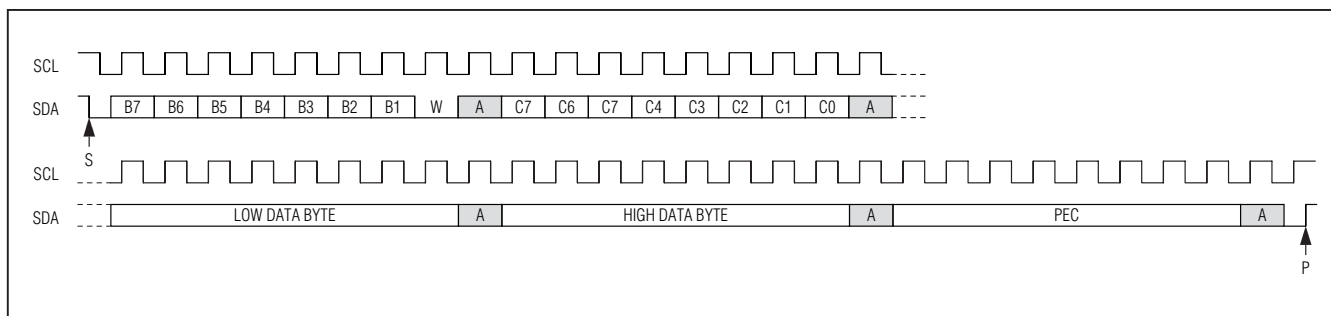 SCL
SDA B7 B6 B5 B4 B3 B2 B1 W A C7 C6 C7 C4 C3 C2 C1 C0 A
S
SCL
SDA LOW DATA BYTE A HIGH DATA BYTE A PEC A
P